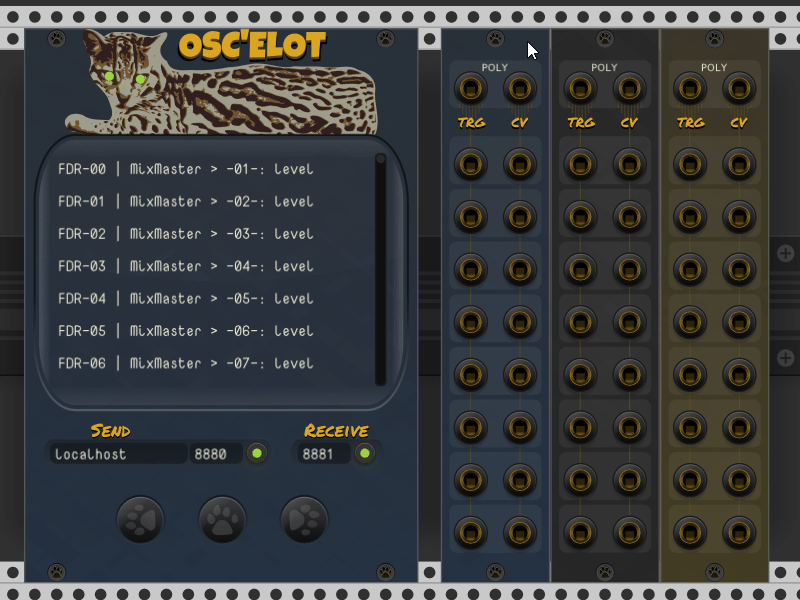 OSC'ELOT
FDR-00 | MixMaster > -01-: level
FDR-01 | MixMaster > -02-: level
FDR-02 | MixMaster > -03-: level
FDR-03 | MixMaster > -04-: level
FDR-04 | MixMaster > -05-: level
FDR-05 | MixMaster > -06-: level
FDR-06 | MixMaster > -07-: level
Send Receive
localhost 8880 8881
POLY POLY POLY
TRG CV TRG CV TRG CV